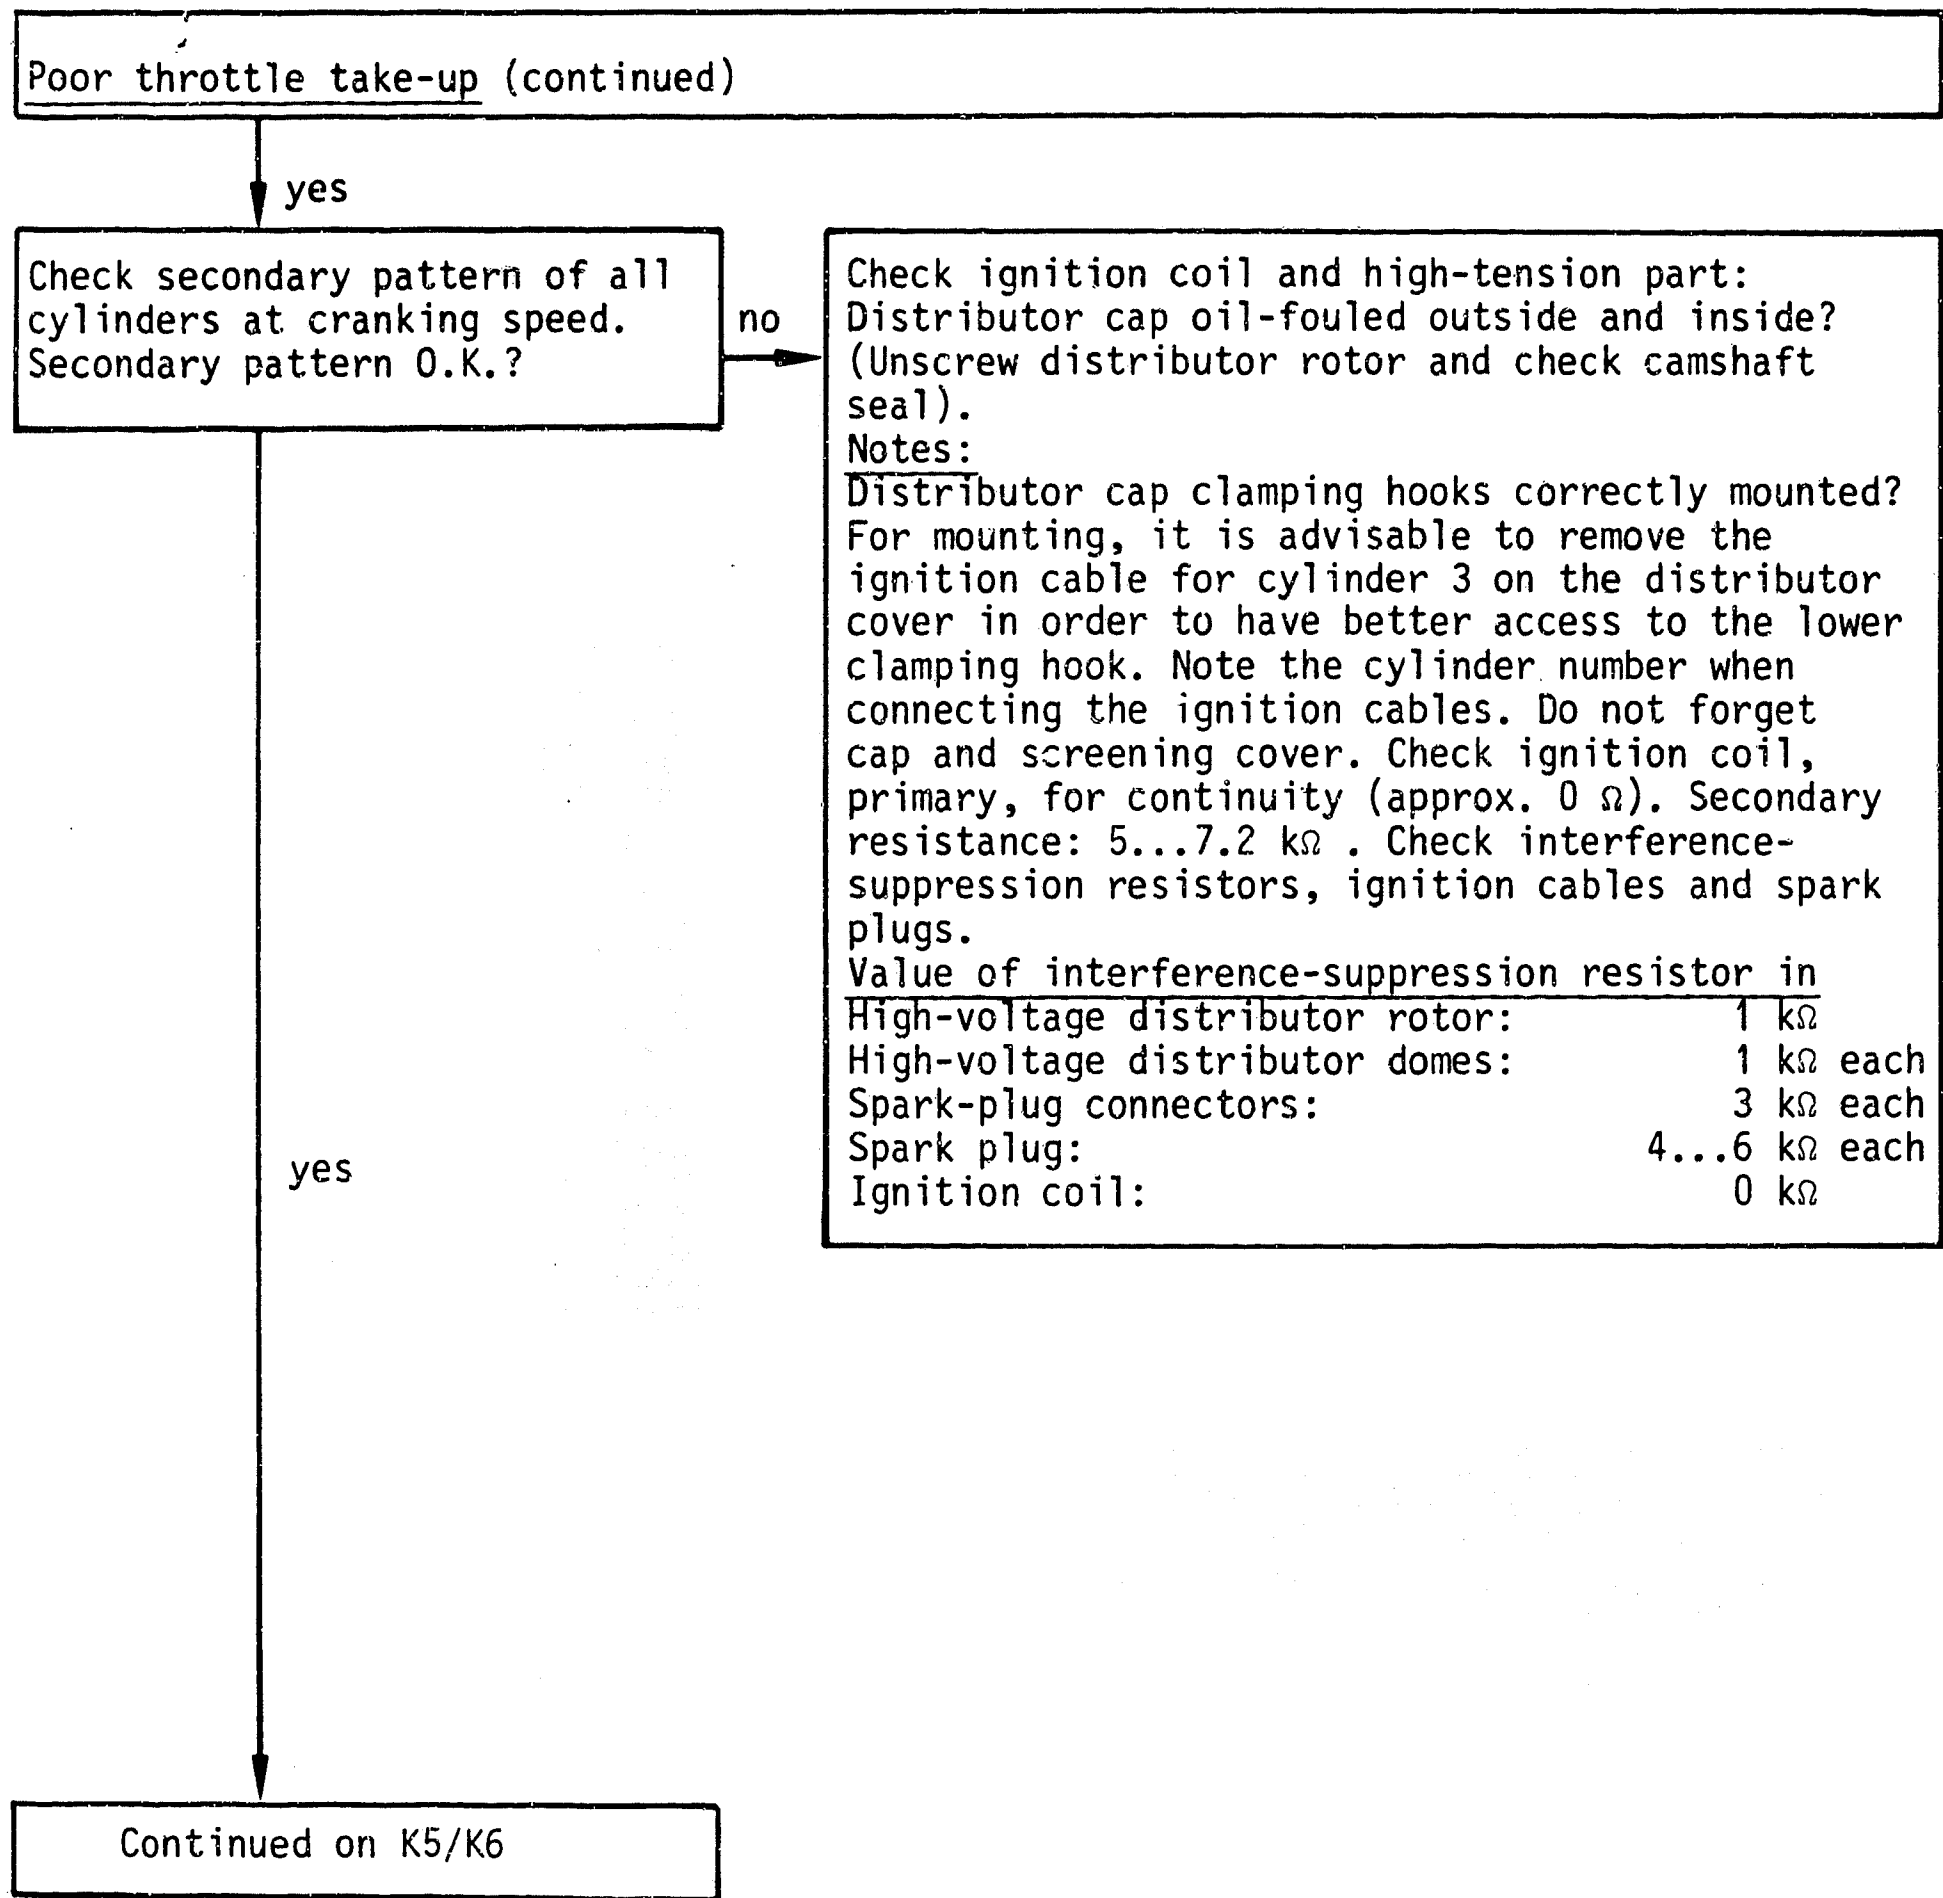 Poor throttle take-up (continued)
yes
Check secondary pattern of all
cylinders at cranking speed.
Secondary pattern O.K.?
no
Check ignition coil and high-tension part:
Distributor cap oil-fouled outside and inside?
(Unscrew distributor rotor and check camshaft
seal).
Notes:
Distributor cap clamping hooks correctly mounted?
For mounting, it is advisable to remove the
ignition cable for cylinder 3 on the distributor
cover in order to have better access to the lower
clamping hook. Note the cylinder number when
connecting the ignition cables. Do not forget
cap and screening cover. Check ignition coil,
primary, for continuity (approx. 0 Ω). Secondary
resistance: 5...7.2 kΩ . Check interference-
suppression resistors, ignition cables and spark
plugs.
Value of interference-suppression resistor in
High-voltage distributor rotor: 1 kΩ
High-voltage distributor domes: 1 kΩ each
Spark-plug connectors: 3 kΩ each
Spark plug: 4...6 kΩ each
Ignition coil: 0 kΩ
yes
Continued on K5/K6